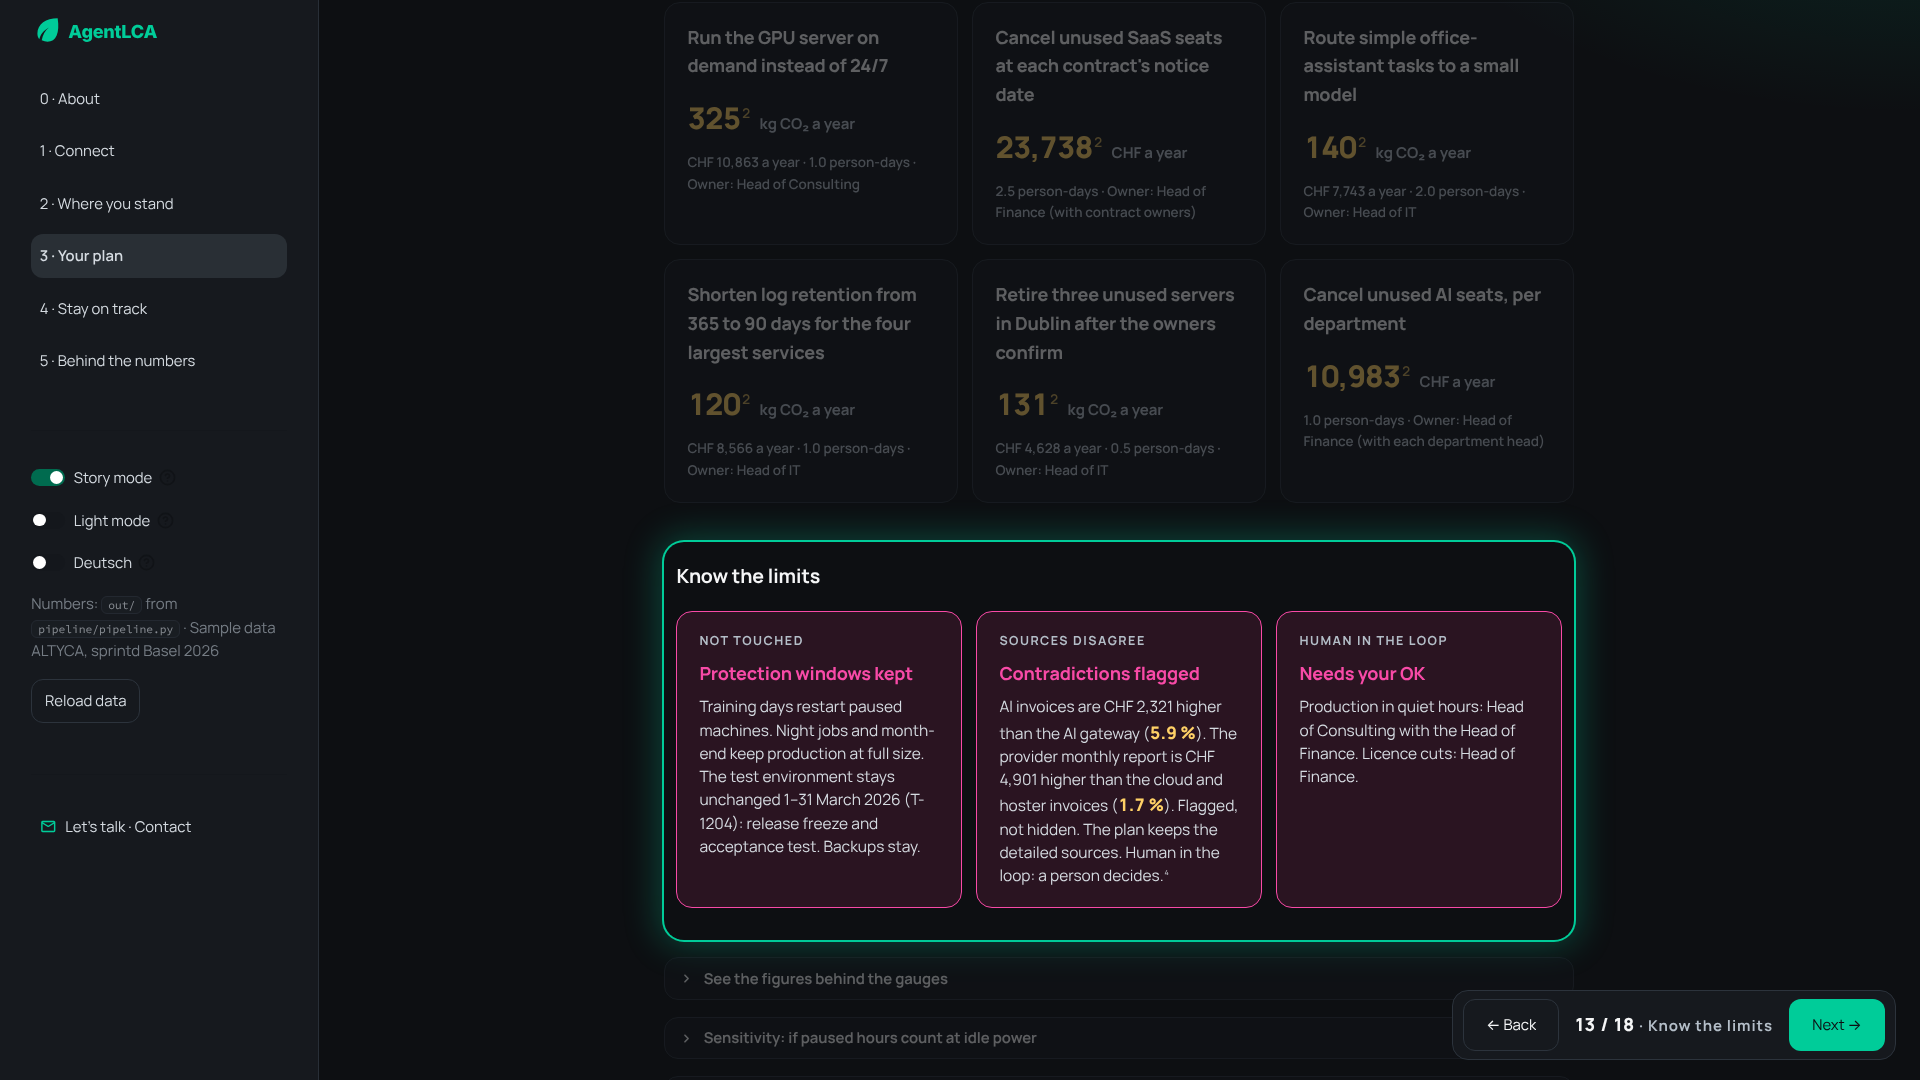 AgentLCA
0 · About
1 · Connect
2 · Where you stand
3 · Your plan
4 · Stay on track
5 · Behind the numbers
Story mode
Light mode
Deutsch
Numbers: out/ from
pipeline/pipeline.py · Sample data
ALTYCA, sprintd Basel 2026
Reload data
Let's talk · Contact
Run the GPU server on
demand instead of 24/7
325² kg CO₂ a year
CHF 10,863 a year · 1.0 person-days ·
Owner: Head of Consulting
Cancel unused SaaS seats
at each contract's notice
date
23,738² CHF a year
2.5 person-days · Owner: Head of
Finance (with contract owners)
Route simple office-
assistant tasks to a small
model
140² kg CO₂ a year
CHF 7,743 a year · 2.0 person-days ·
Owner: Head of IT
Shorten log retention from
365 to 90 days for the four
largest services
120² kg CO₂ a year
CHF 8,566 a year · 1.0 person-days ·
Owner: Head of IT
Retire three unused servers
in Dublin after the owners
confirm
131² kg CO₂ a year
CHF 4,628 a year · 0.5 person-days ·
Owner: Head of IT
Cancel unused AI seats, per
department
10,983² CHF a year
1.0 person-days · Owner: Head of
Finance (with each department head)
Know the limits
NOT TOUCHED
Protection windows kept
Training days restart paused
machines. Night jobs and month-
end keep production at full size.
The test environment stays
unchanged 1–31 March 2026 (T-
1204): release freeze and
acceptance test. Backups stay.
SOURCES DISAGREE
Contradictions flagged
AI invoices are CHF 2,321 higher
than the AI gateway (5.9 %). The
provider monthly report is CHF
4,901 higher than the cloud and
hoster invoices (1.7 %). Flagged,
not hidden. The plan keeps the
detailed sources. Human in the
loop: a person decides.⁴
HUMAN IN THE LOOP
Needs your OK
Production in quiet hours: Head
of Consulting with the Head of
Finance. Licence cuts: Head of
Finance.
See the figures behind the gauges
Sensitivity: if paused hours count at idle power
← Back
13 / 18 · Know the limits
Next →